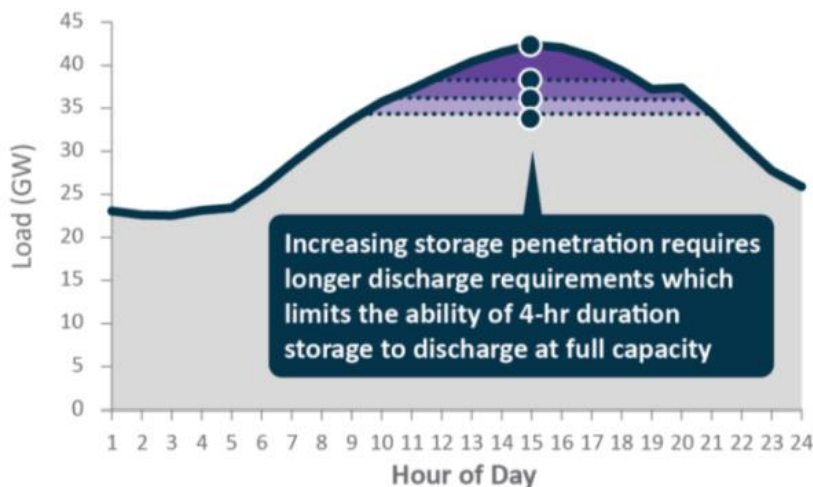 45
40
35
30
25
20
15
10
5
0
Load (GW)
Increasing storage penetration requires
longer discharge requirements which
limits the ability of 4-hr duration
storage to discharge at full capacity
1 2 3 4 5 6 7 8 9 10 11 12 13 14 15 16 17 18 19 20 21 22 23 24
Hour of Day